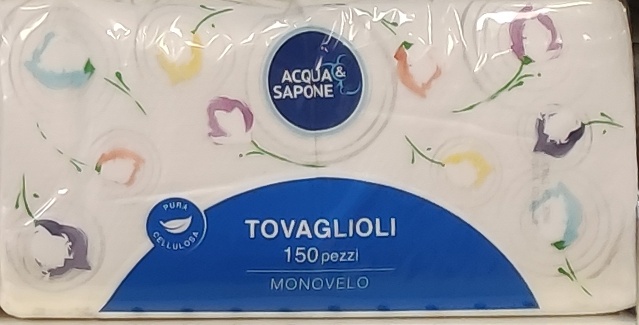 ACQUA &
SAPONE
PURA
CELLULOSA
TOVAGLIOLI
150 pezzi
MONOVELO